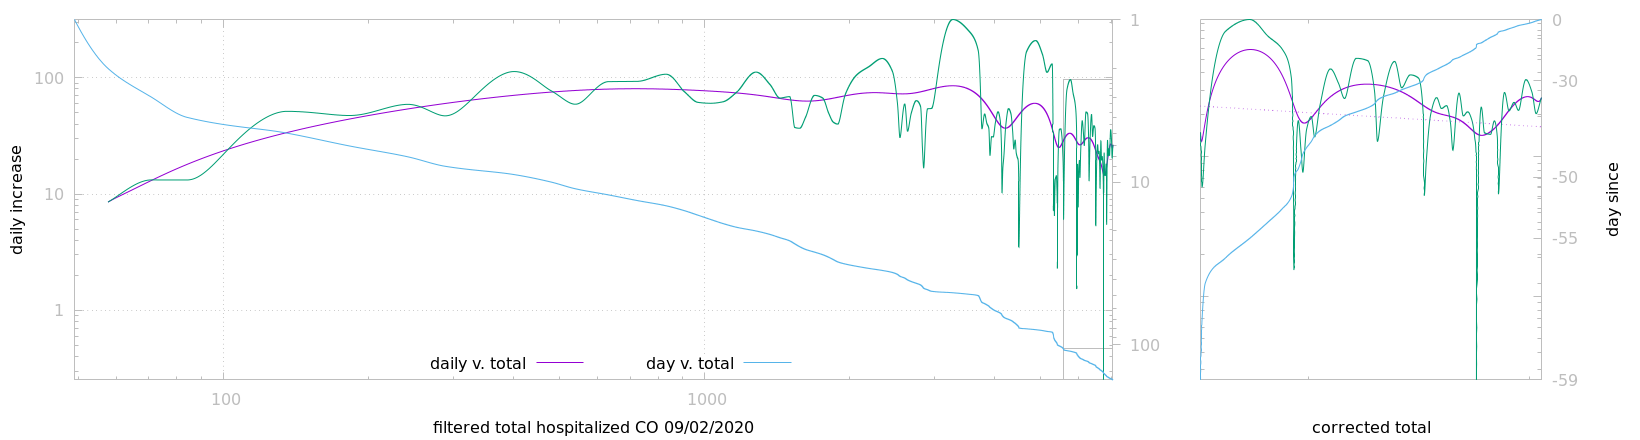 daily increase
100
10
1
1
10
100
daily v. total
day v. total
100
1000
filtered total hospitalized CO 09/02/2020
0
-30
-50
-55
-59
day since
corrected total